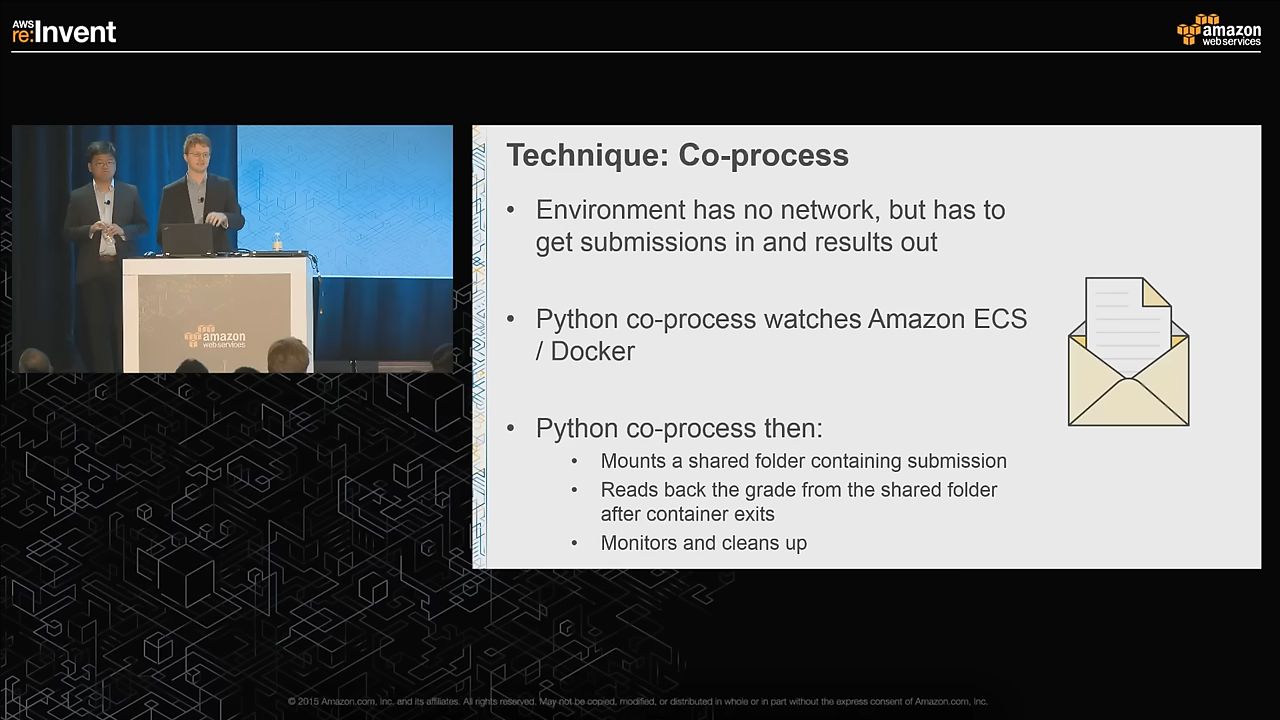 AWS
re:Invent
amazon
web services
Technique: Co-process
• Environment has no network, but has to
get submissions in and results out
• Python co-process watches Amazon ECS
/ Docker
• Python co-process then:
• Mounts a shared folder containing submission
• Reads back the grade from the shared folder
after container exits
• Monitors and cleans up
amazon
web services
© 2015 Amazon.com, Inc. and its affiliates. All rights reserved. May not be copied, modified, or distributed in whole or in part without the express consent of Amazon.com, Inc.